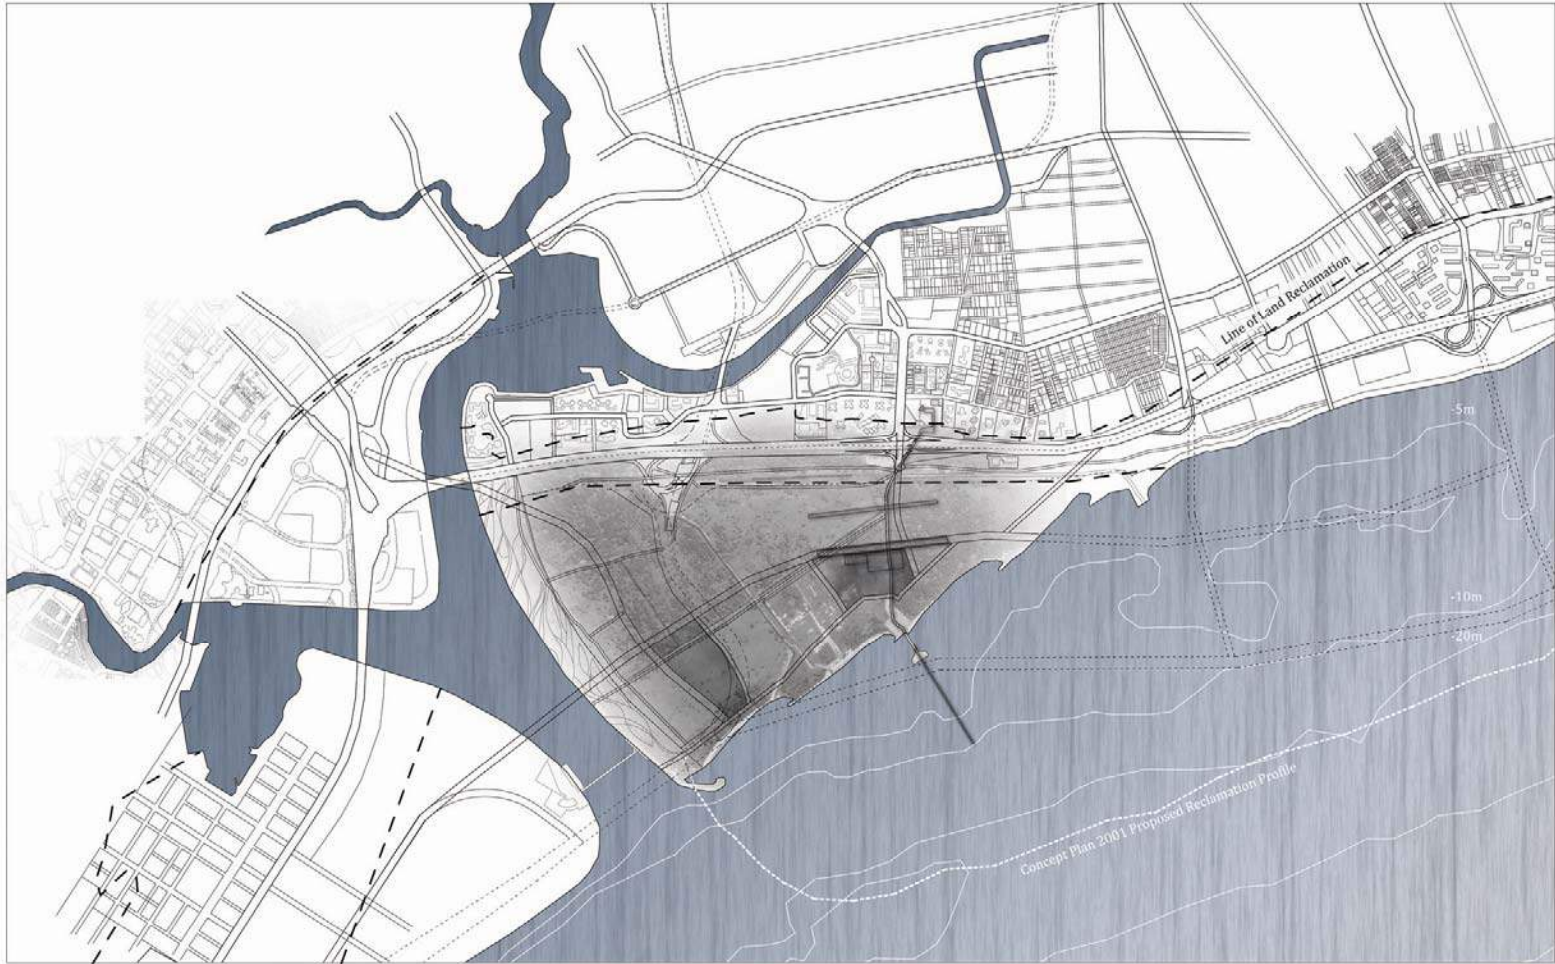 Line of Land Reclamation
-5m
-10m
-20m
Concept Plan 2001 Proposed Reclamation Profile